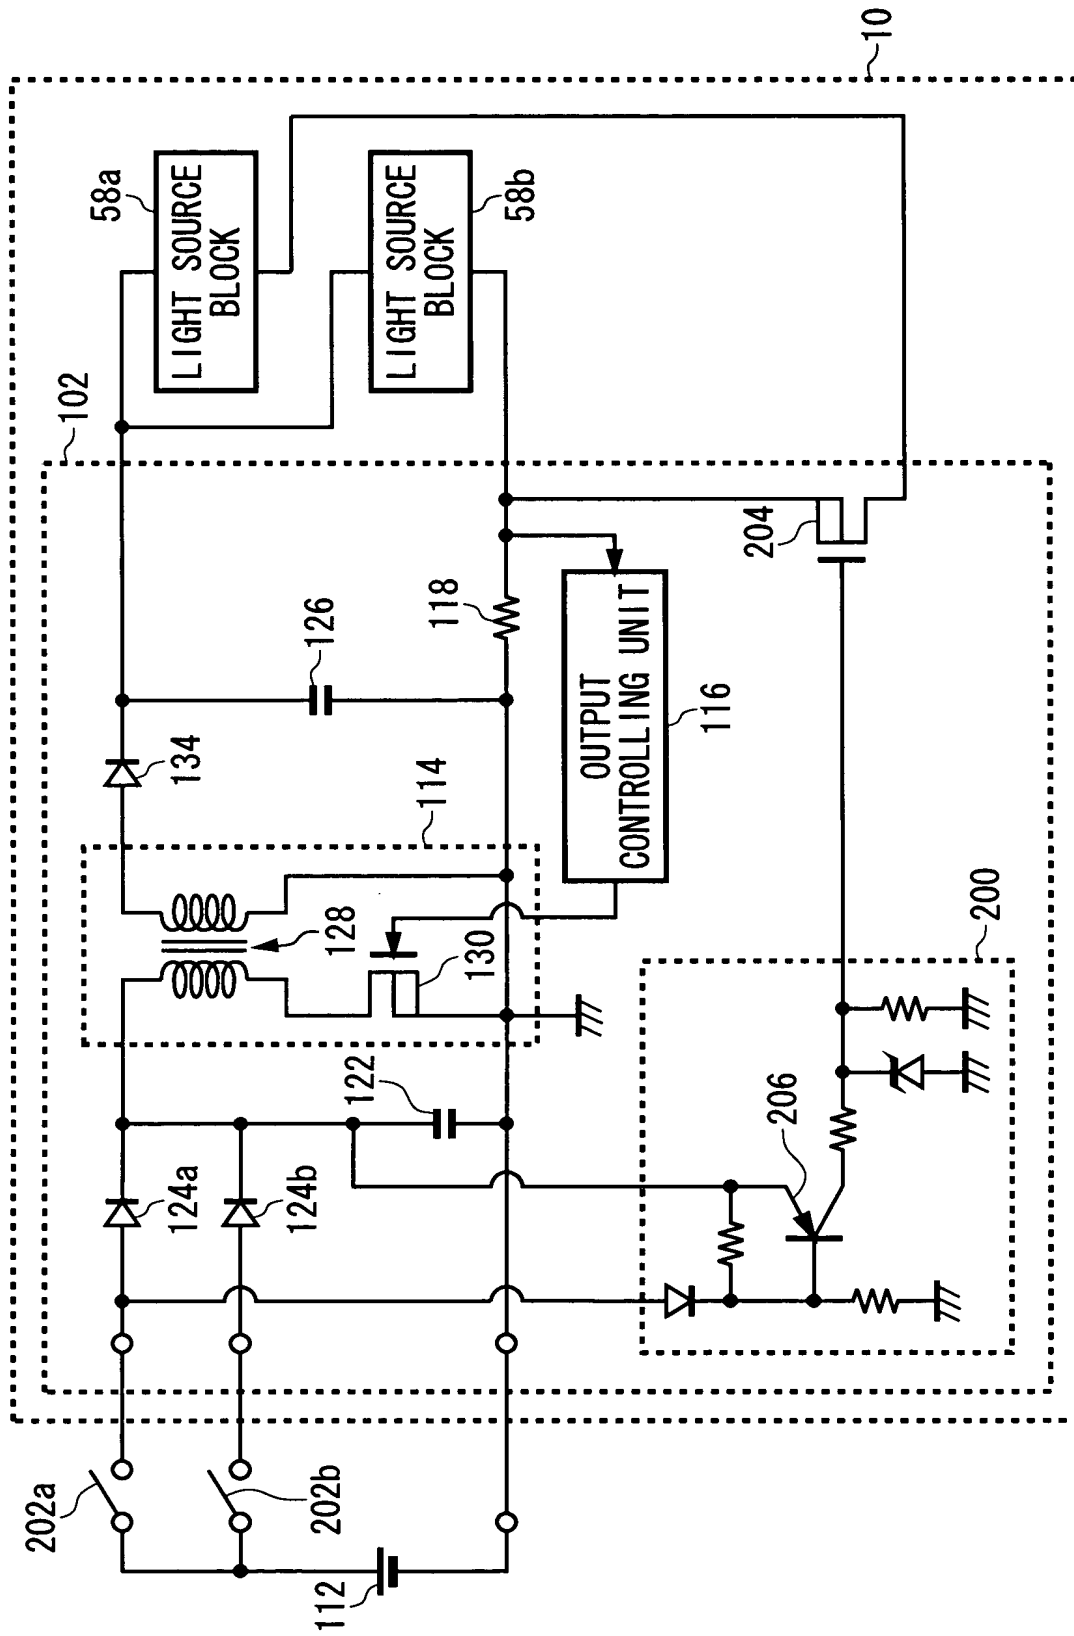 10
102
58a
LIGHT SOURCE
BLOCK
58b
LIGHT SOURCE
BLOCK
134
126
118
114
128
130
OUTPUT
CONTROLLING UNIT
116
204
124a
124b
122
200
206
202a
202b
112